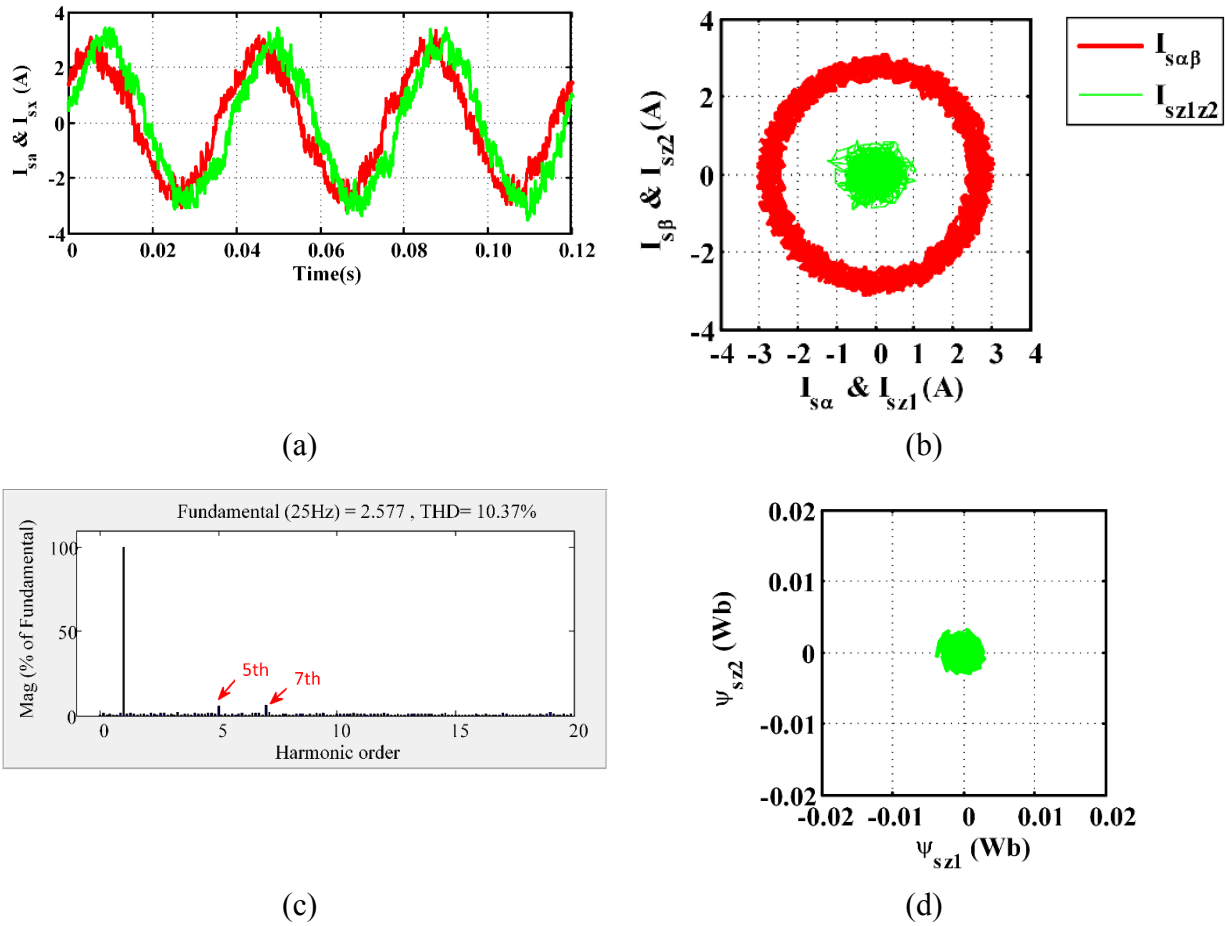 4
2
0
-2
-4
I_sa & I_sx (A)
0 0.02 0.04 0.06 0.08 0.10 0.12
Time(s)
(a)
4
2
0
-2
-4
I_sβ & I_sz2 (A)
-4 -3 -2 -1 0 1 2 3 4
I_sα & I_sz1 (A)
I_sαβ
I_sz1z2
(b)
Fundamental (25Hz) = 2.577 , THD= 10.37%
100
50
0
Mag (% of Fundamental)
5th
7th
0 5 10 15 20
Harmonic order
(c)
0.02
0.01
0
-0.01
-0.02
ψ_sz2 (Wb)
-0.02 -0.01 0 0.01 0.02
ψ_sz1 (Wb)
(d)